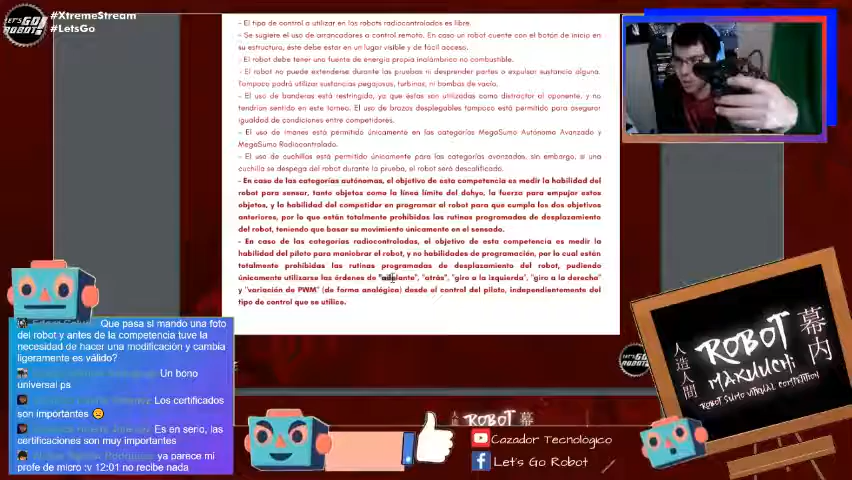 #XtremeStream
#LetsGo
LET'S GO
ROBOT!
- El tipo de control a utilizar en los robots radiocontrolados es libre.
- Se sugiere el uso de arrancadores a control remoto. En caso que el robot cuente con el botón de inicio en
su estructura, éste debe estar en un lugar visible y de fácil acceso.
- El robot debe tener una fuente de energía propia inalámbrica no combustible.
- El robot no puede extenderse durante las pruebas ni desprender partes o expulsar sustancia alguna.
Tampoco podrá utilizar sustancias pegajosas, turbinas, ni bombas de vacío.
- El uso de banderas está restringido, ya que éstas son utilizadas como distractor al oponente, y no
tendrían sentido en este torneo. El uso de brazos desplegables tampoco está permitido para asegurar
igualdad de condiciones entre competidores.
- El uso de imanes está permitido únicamente en las categorías MegaSumo Autónomo Avanzado y
MegaSumo Radiocontrolado.
- El uso de cuchillas está permitido únicamente para las categorías avanzadas, sin embargo, si una
cuchilla se despega del robot durante la prueba, el robot será descalificado.
- En caso de las categorías autónomas, el objetivo de esta competencia es medir la habilidad del
robot para sensar, tanto objetos como la línea límite del dohyo, la fuerza para empujar estos
objetos, y la habilidad del competidor en programar al robot para que cumpla los dos objetivos
anteriores, por lo que están totalmente prohibidas las rutinas programadas de desplazamiento
del robot, teniendo que basar su movimiento únicamente en el sensado.
- En caso de las categorías radiocontroladas, el objetivo de esta competencia es medir la
habilidad del piloto para maniobrar el robot, y no habilidades de programación, por lo cual están
totalmente prohibidas las rutinas programadas de desplazamiento del robot, pudiendo
únicamente utilizarse las órdenes de "adelante", "atrás", "giro a la izquierda", "giro a la derecha"
y "variación de PWM" (de forma analógica) desde el control del piloto, independientemente del
tipo de control que se utilice.
Que pasa si mando una foto
del robot y antes de la competencia tuve la
necesidad de hacer una modificación y cambia
ligeramente es válido?
Un bono
universal ps
Los certificados
son importantes
Es en serio, las
certificaciones son muy importantes
ya parece mi
profe de micro :v 12:01 no recibe nada
人造人間
ROBOT
MAKUUCHI
幕内
ROBOT SUMO VIRTUAL COMPETITION
LET'S GO
ROBOT
Cazador Tecnológico
Let's Go Robot